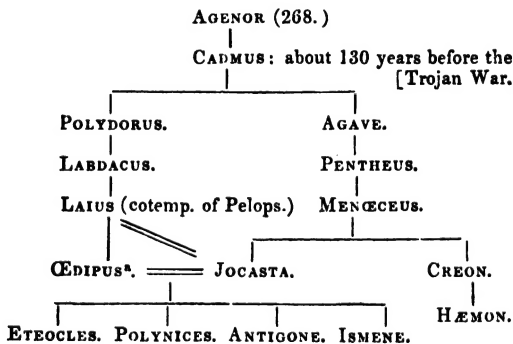 AGENOR (268.)
CADMUS: about 130 years before the
[Trojan War.
POLYDORUS. AGAVE.
LABDACUS. PENTHEUS.
LAIUS (cotemp. of Pelops.) MENŒCEUS.
ŒDIPUSª. JOCASTA. CREON.
HÆMON.
ETEOCLES. POLYNICES. ANTIGONE. ISMENE.